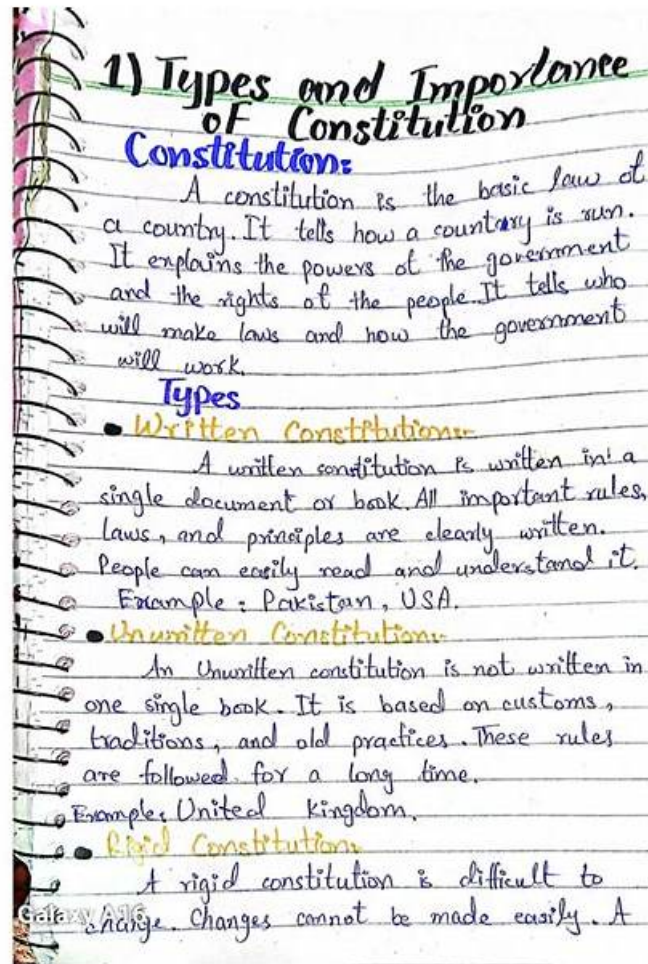 1) Types and Importance
of Constitution
Constitution:
A constitution is the basic law of
a country. It tells how a countary is run.
It explains the powers of the government
and the rights of the people. It tells who
will make laws and how the government
will work.
Types
• Written Constitution:-
A written constitution is written in a
single document or book. All important rules,
laws, and principles are clearly written.
People can easily read and understand it.
Example : Pakistan, USA.
• Unwritten Constitution:-
An Unwritten constitution is not written in
one single book. It is based on customs,
traditions, and old practices. These rules
are followed for a long time.
Example: United Kingdom.
• Rigid Constitution:-
A rigid constitution is difficult to
change. Changes cannot be made easily. A
Galaxy A16